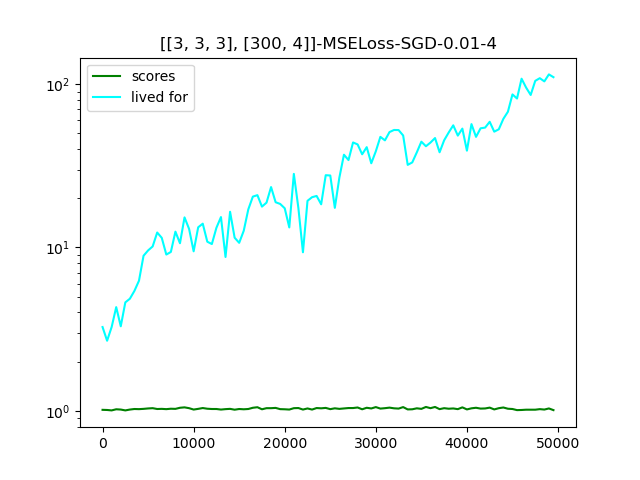 [[3, 3, 3], [300, 4]]-MSELoss-SGD-0.01-4
scores
lived for
10²
10¹
10⁰
0 10000 20000 30000 40000 50000